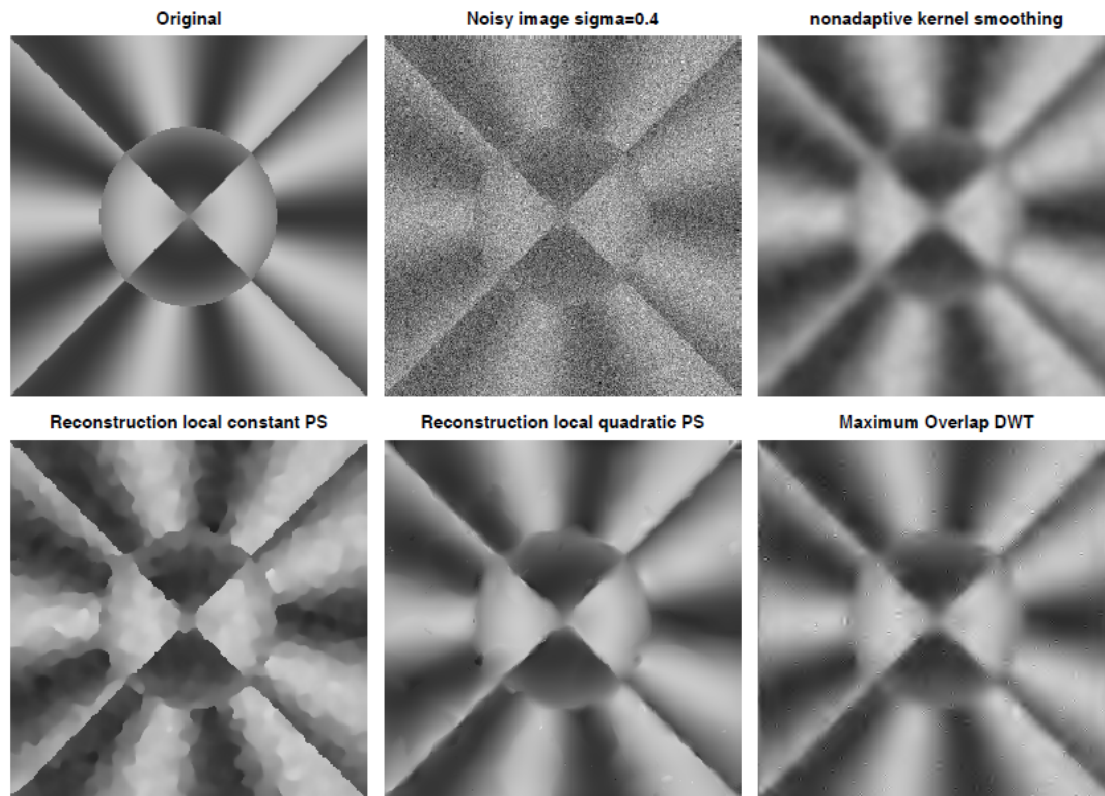 Original
Noisy image sigma=0.4
nonadaptive kernel smoothing
Reconstruction local constant PS
Reconstruction local quadratic PS
Maximum Overlap DWT